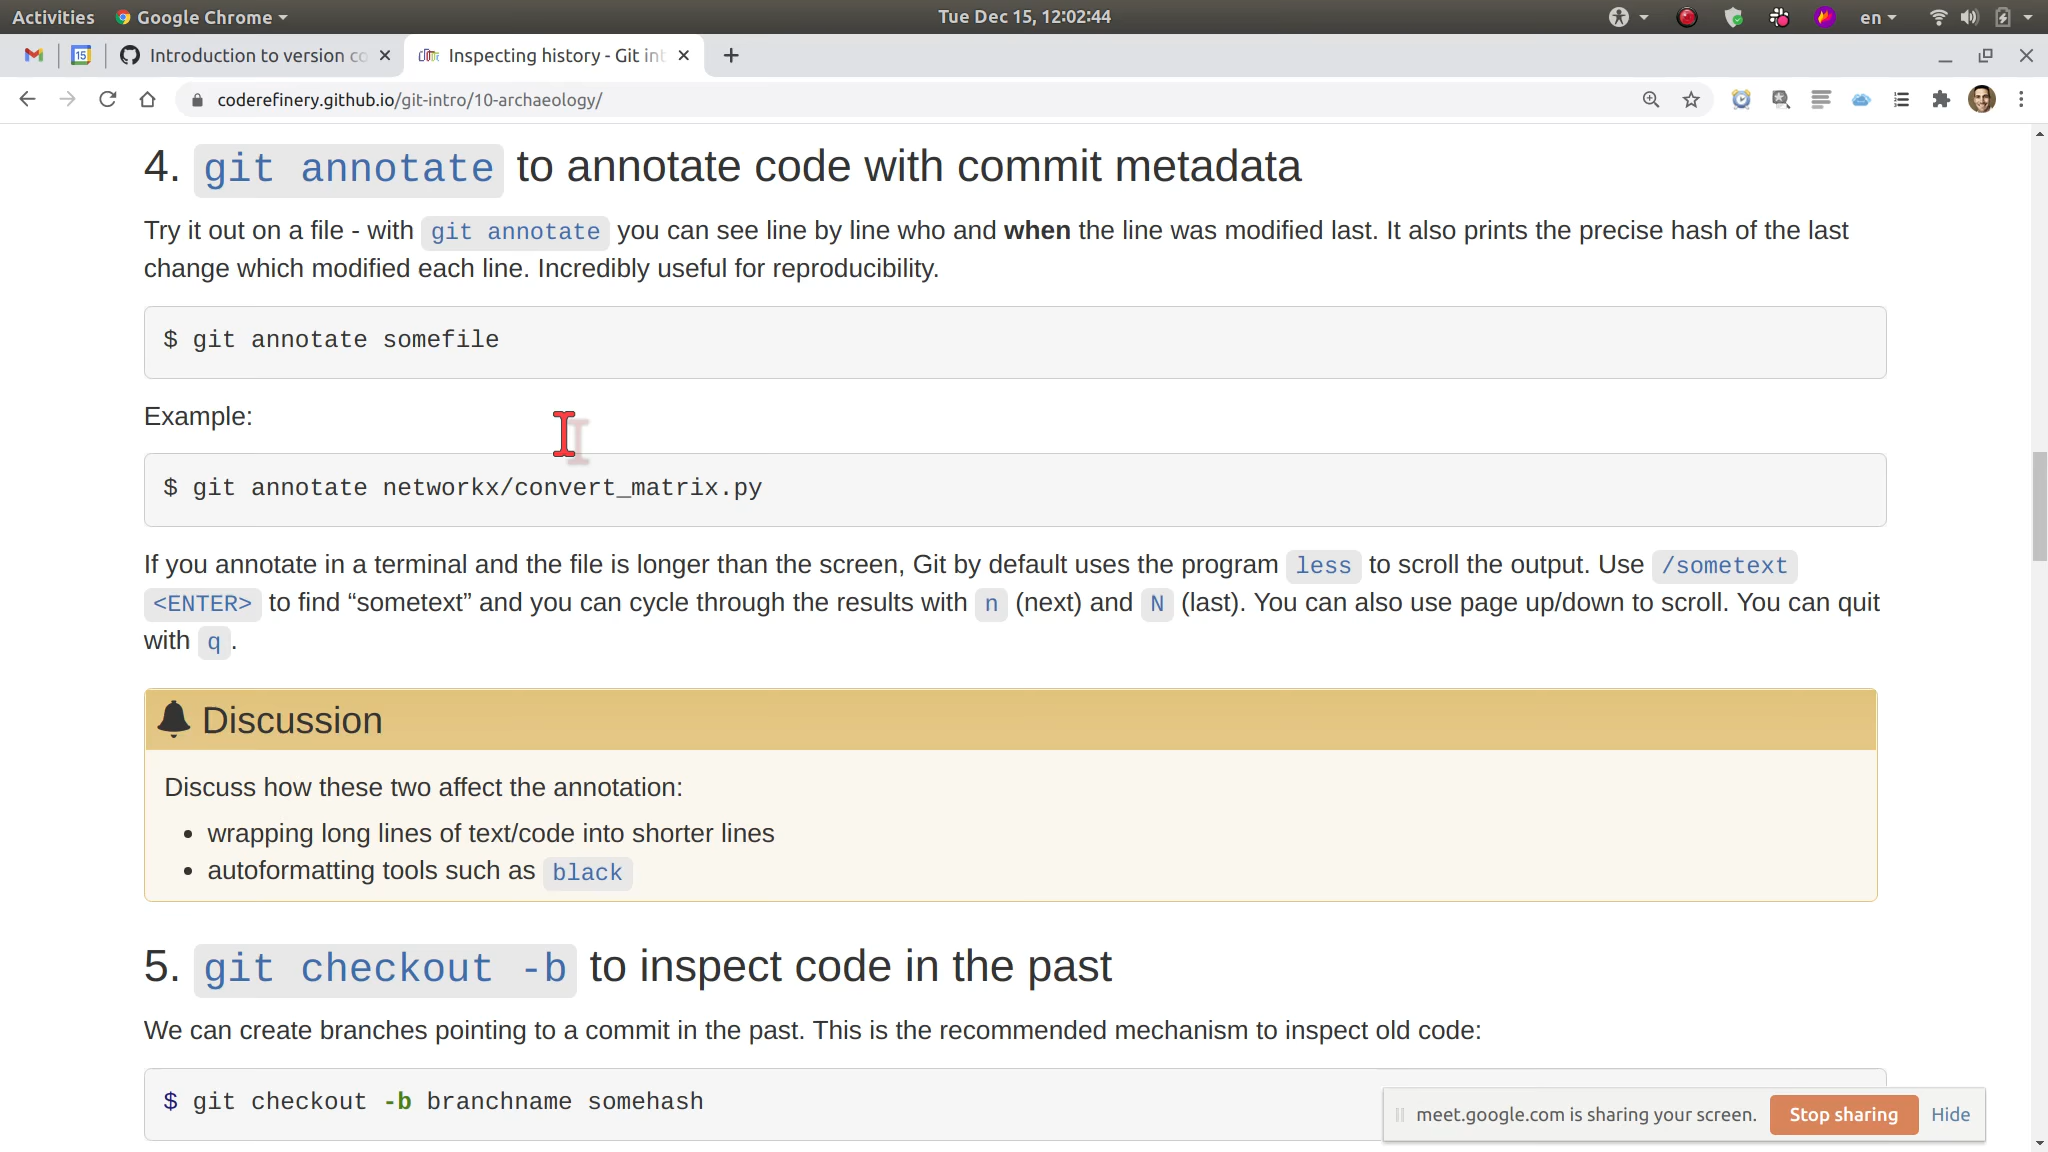 Activities Google Chrome Tue Dec 15, 12:02:44 en
15 Introduction to version co Inspecting history - Git int
coderefinery.github.io/git-intro/10-archaeology/
4. git annotate to annotate code with commit metadata
Try it out on a file - with git annotate you can see line by line who and when the line was modified last. It also prints the precise hash of the last
change which modified each line. Incredibly useful for reproducibility.
$ git annotate somefile
Example:
$ git annotate networkx/convert_matrix.py
If you annotate in a terminal and the file is longer than the screen, Git by default uses the program less to scroll the output. Use /sometext
<ENTER> to find “sometext” and you can cycle through the results with n (next) and N (last). You can also use page up/down to scroll. You can quit
with q.
Discussion
Discuss how these two affect the annotation:
• wrapping long lines of text/code into shorter lines
• autoformatting tools such as black
5. git checkout -b to inspect code in the past
We can create branches pointing to a commit in the past. This is the recommended mechanism to inspect old code:
$ git checkout -b branchname somehash
meet.google.com is sharing your screen. Stop sharing Hide